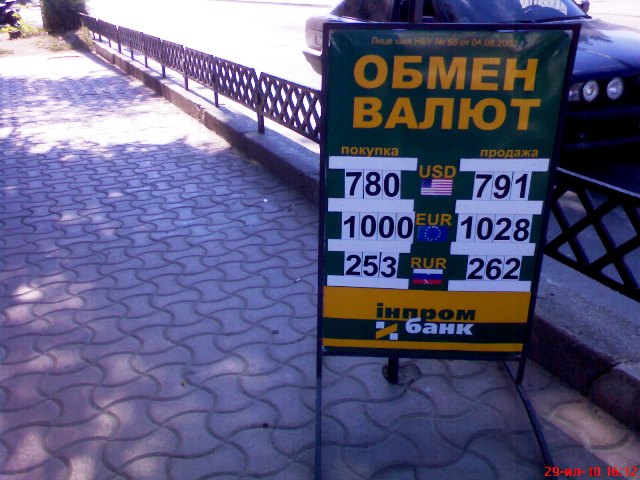 Лицензия НБУ № 68 от 04.08.2003
ОБМЕН
ВАЛЮТ
покупка продажа
780 USD 791
1000 EUR 1028
253 RUR 262
інпром
банк
29-ил-10 16:12